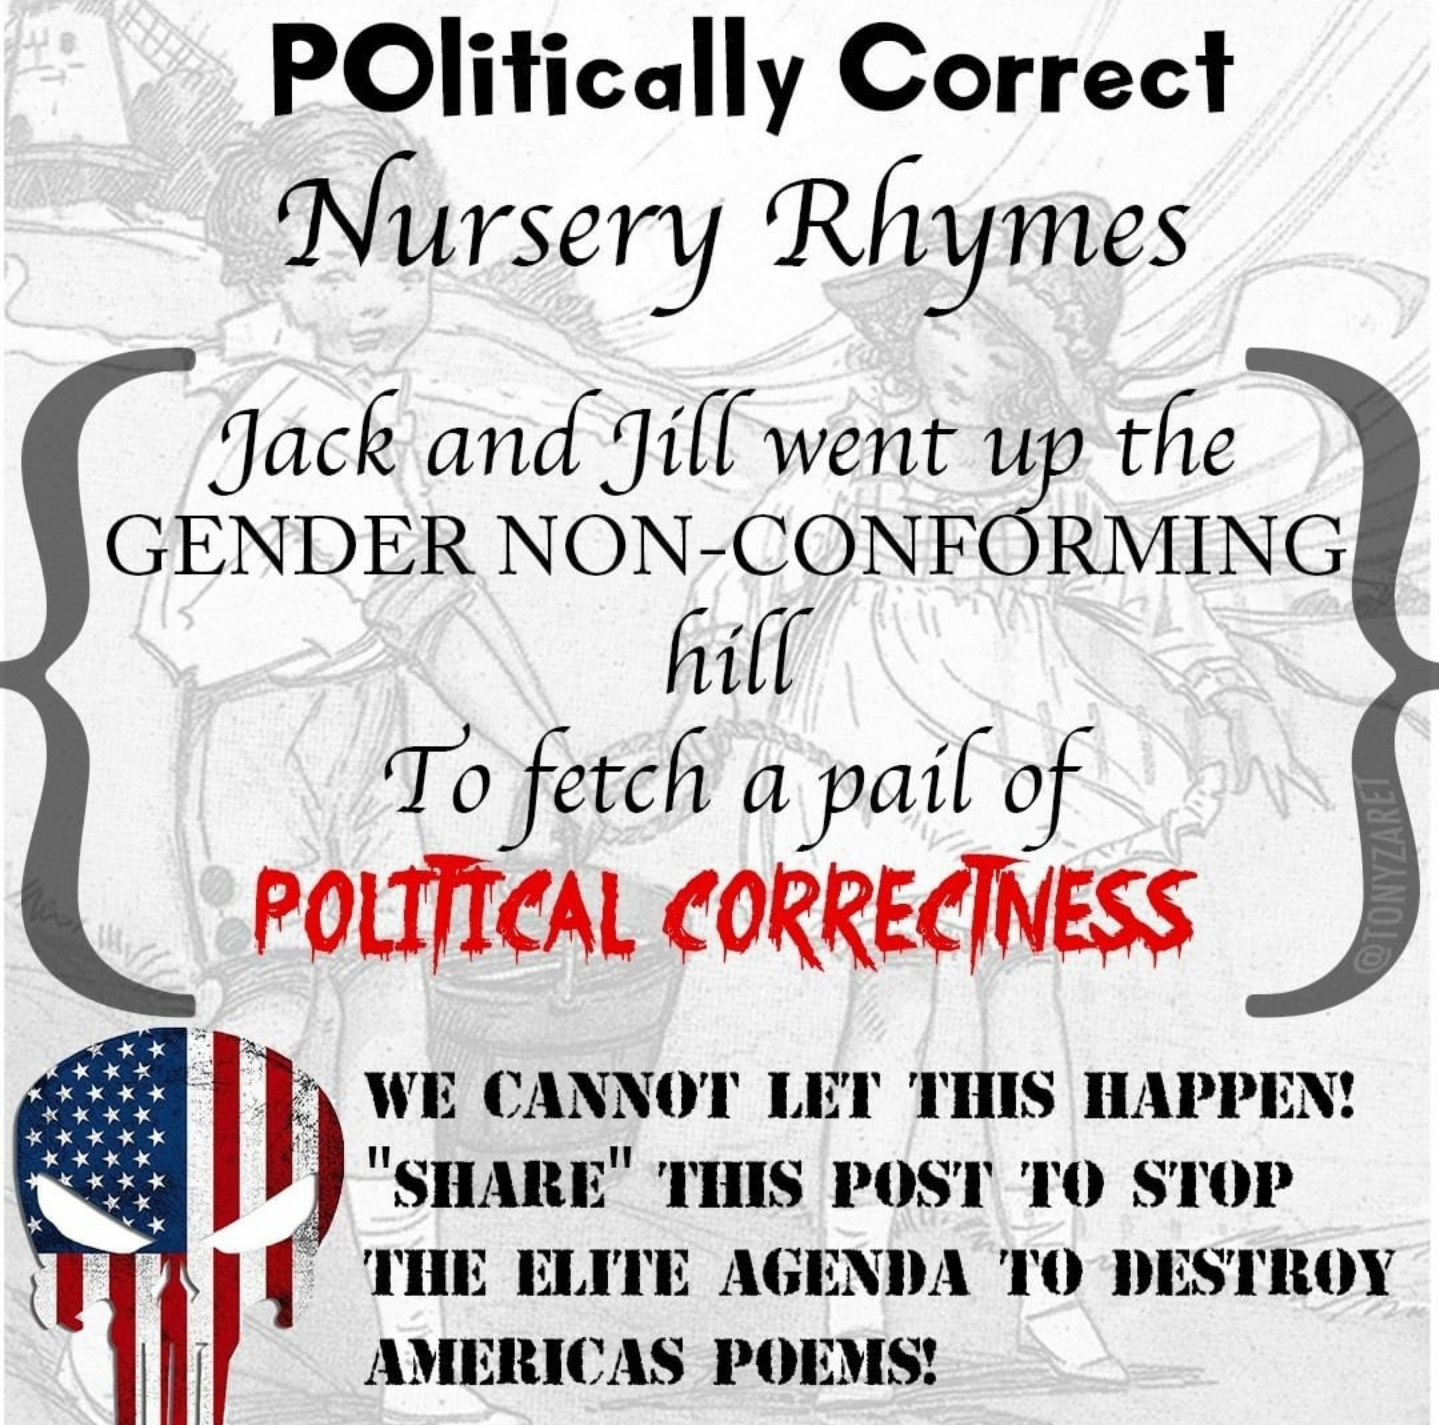 POlitically Correct
Nursery Rhymes
Jack and Jill went up the
GENDER NON-CONFORMING
hill
To fetch a pail of
POLITICAL CORRECTNESS
@TONYZARET
WE CANNOT LET THIS HAPPEN!
"SHARE" THIS POST TO STOP
THE ELITE AGENDA TO DESTROY
AMERICAS POEMS!